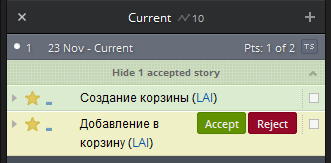 Current 10
1 23 Nov - Current Pts: 1 of 2 TS
Hide 1 accepted story
Создание корзины (LAI)
Добавление в Accept Reject
корзину (LAI)